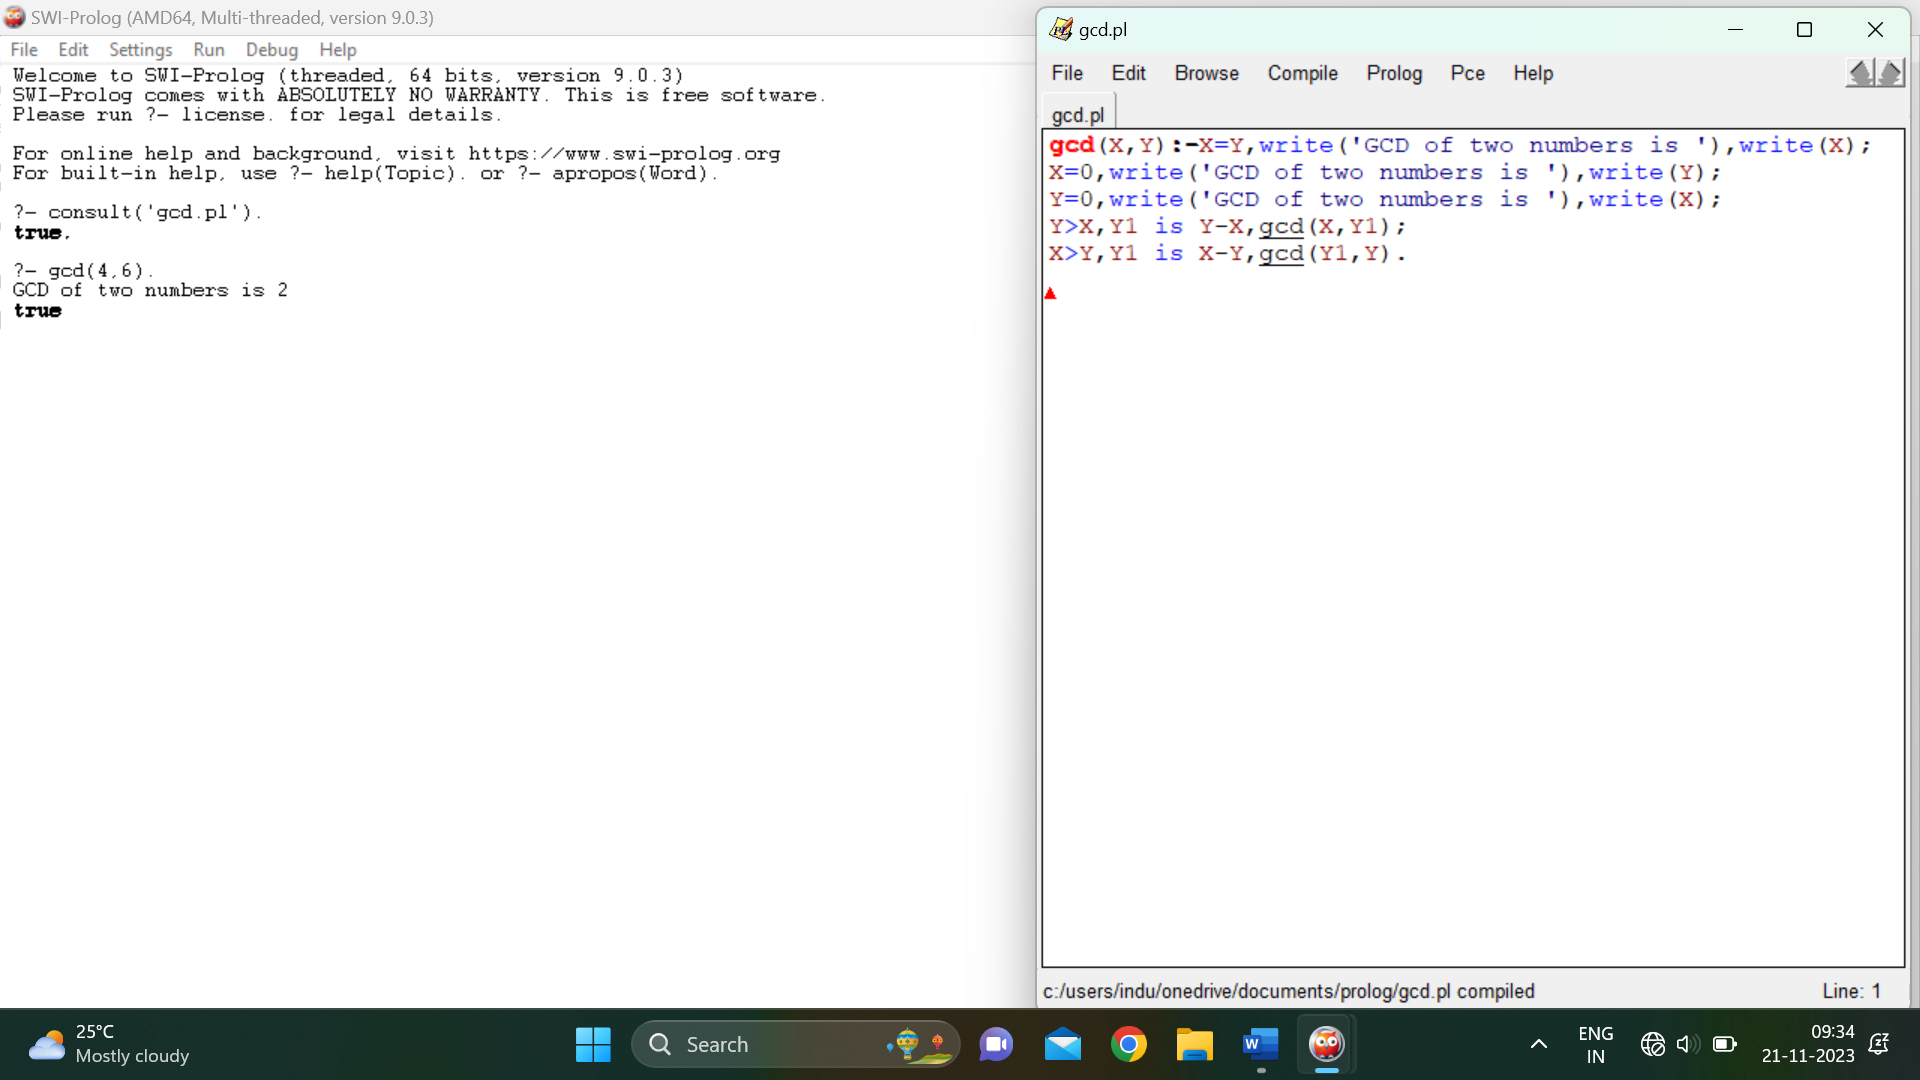 SWI-Prolog (AMD64, Multi-threaded, version 9.0.3)
File Edit Settings Run Debug Help
Welcome to SWI-Prolog (threaded, 64 bits, version 9.0.3)
SWI-Prolog comes with ABSOLUTELY NO WARRANTY. This is free software.
Please run ?- license. for legal details.
For online help and background, visit https://www.swi-prolog.org
For built-in help, use ?- help(Topic). or ?- apropos(Word).
?- consult('gcd.pl').
true.
?- gcd(4,6).
GCD of two numbers is 2
true
gcd.pl
File Edit Browse Compile Prolog Pce Help
gcd.pl
gcd(X,Y):-X=Y,write('GCD of two numbers is '),write(X);
X=0,write('GCD of two numbers is '),write(Y);
Y=0,write('GCD of two numbers is '),write(X);
Y>X,Y1 is Y-X,gcd(X,Y1);
X>Y,Y1 is X-Y,gcd(Y1,Y).
c:/users/indu/onedrive/documents/prolog/gcd.pl compiled
Line: 1
25°C
Mostly cloudy
Search
W
ENG
IN
09:34
21-11-2023